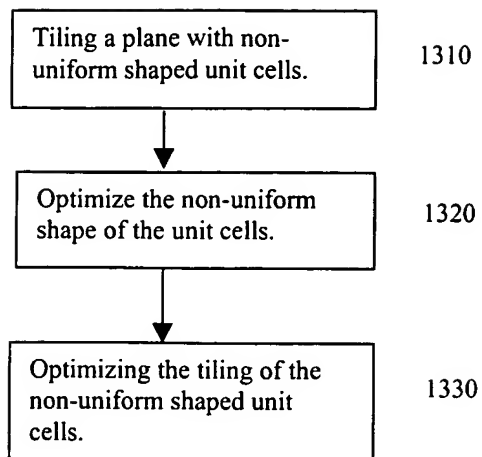 Tiling a plane with non-
uniform shaped unit cells.
1310
Optimize the non-uniform
shape of the unit cells.
1320
Optimizing the tiling of the
non-uniform shaped unit
cells.
1330